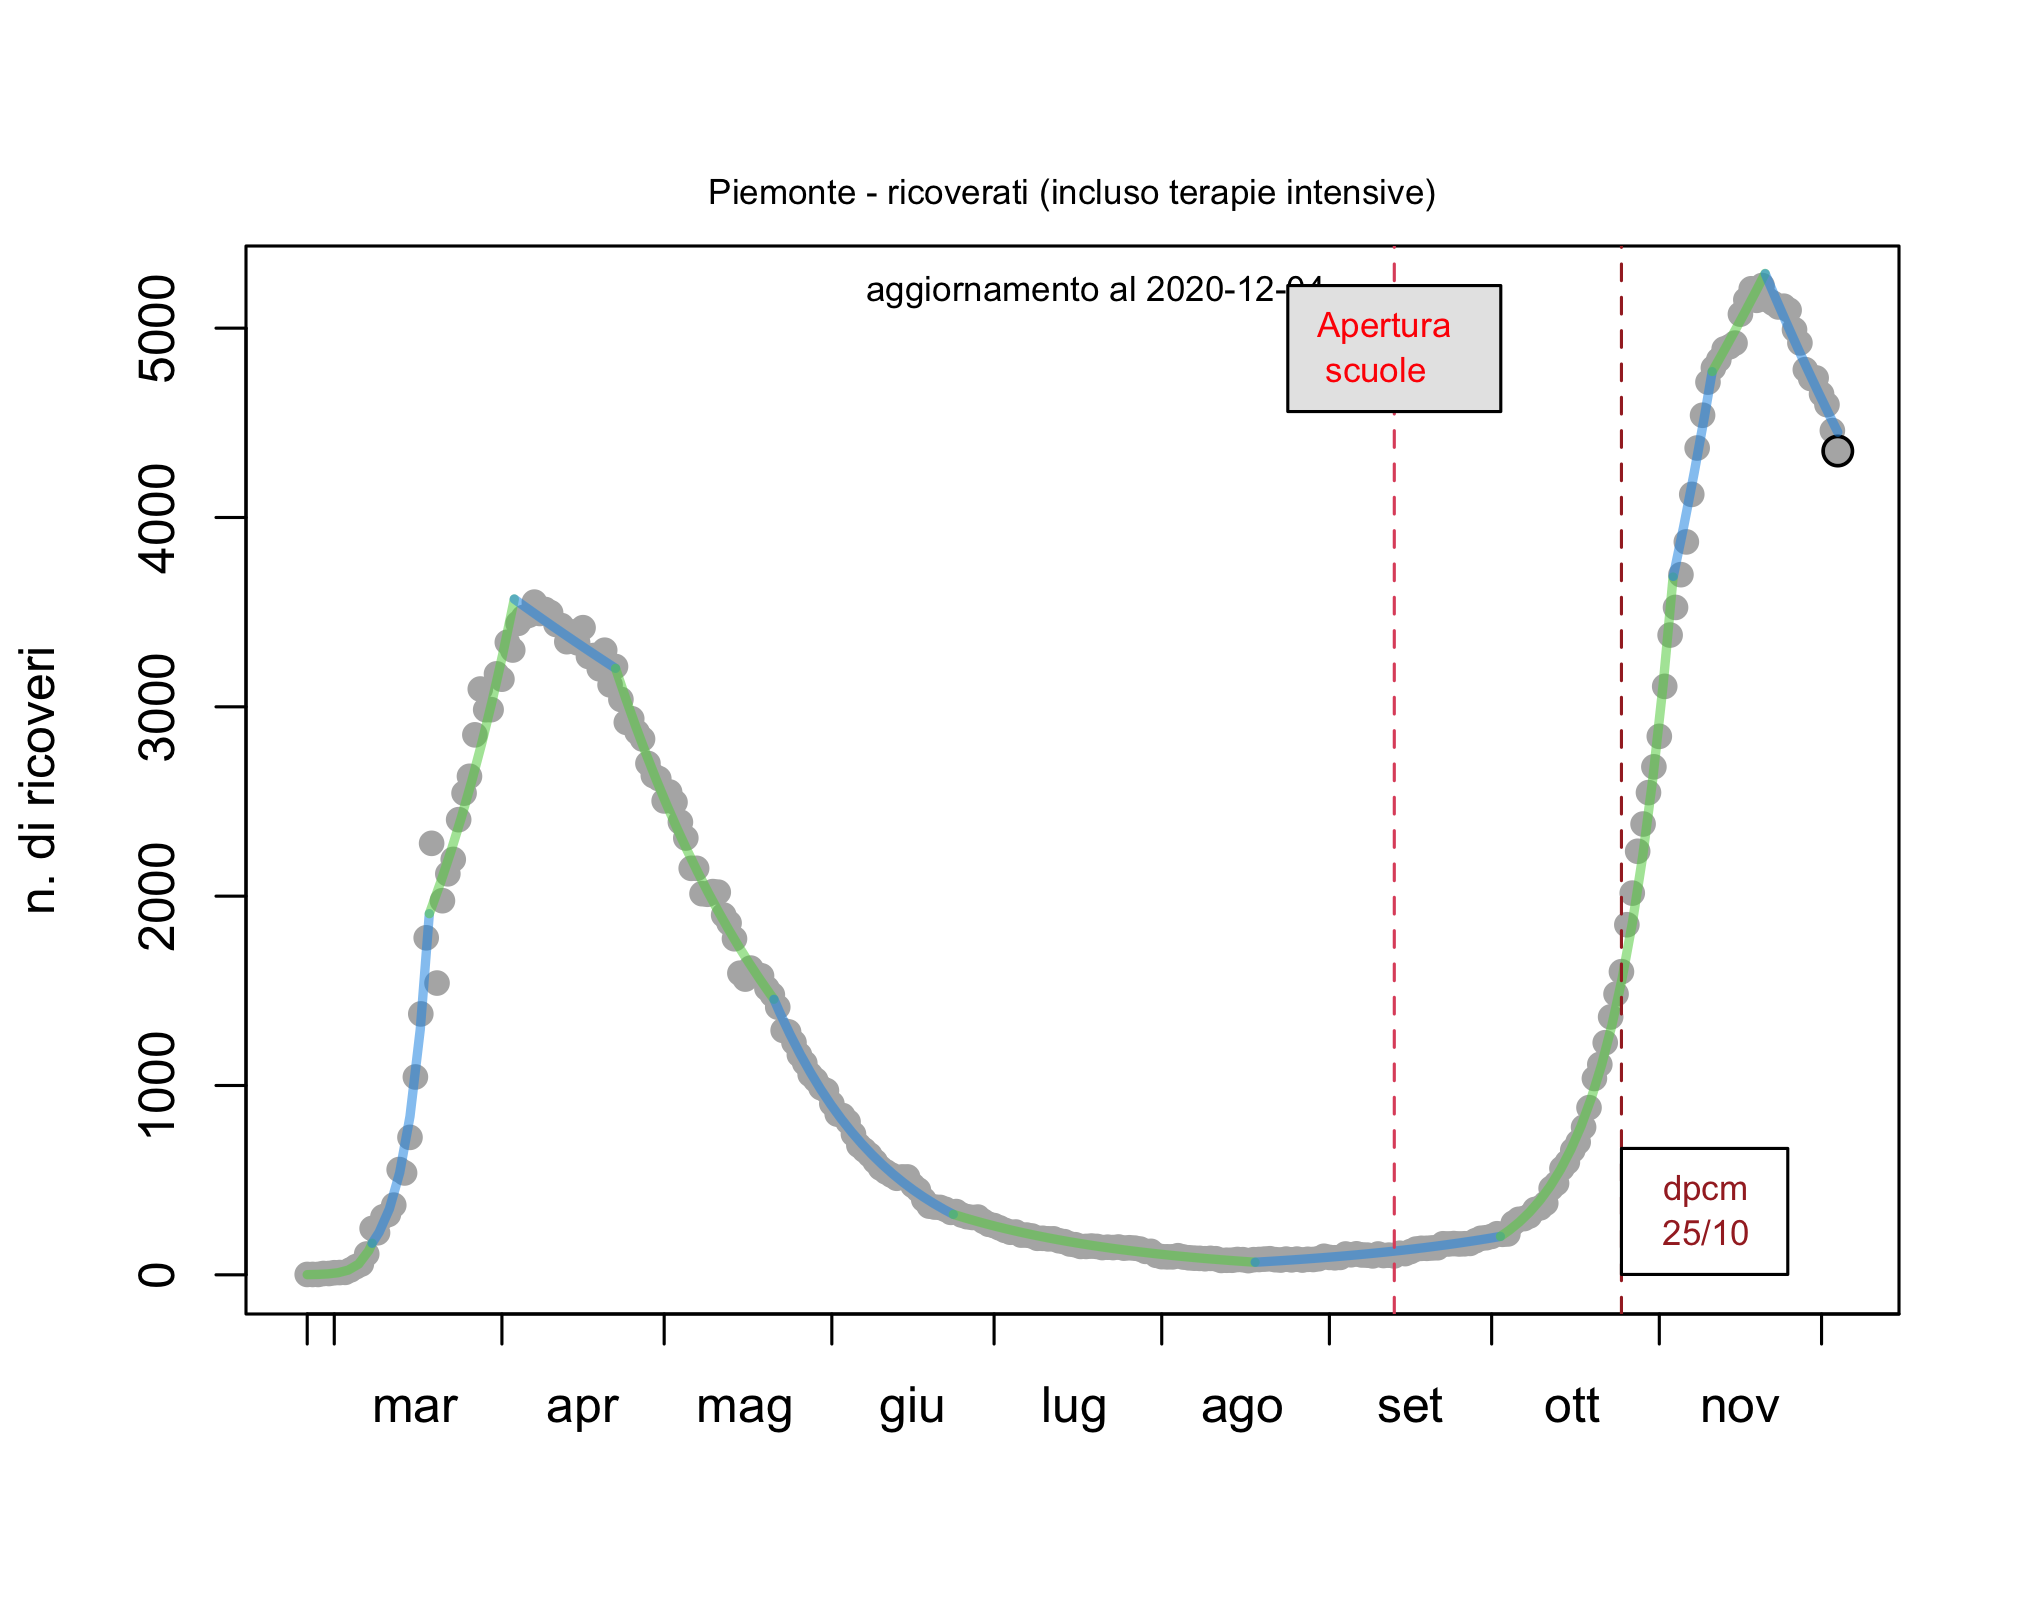 Piemonte - ricoverati (incluso terapie intensive)
aggiornamento al 2020-12-04
Apertura
scuole
dpcm
25/10
n. di ricoveri
5000
4000
3000
2000
1000
0
mar apr mag giu lug ago set ott nov